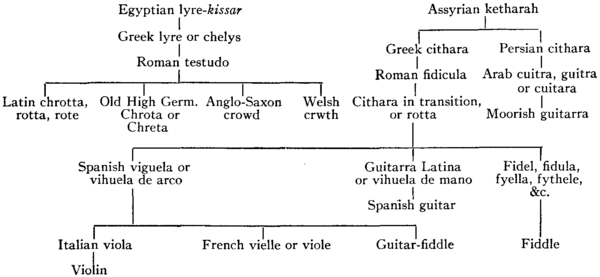 Egyptian lyre-kissar
Assyrian ketharah
Greek lyre or chelys
Greek cithara
Persian cithara
Roman testudo
Roman fidicula
Arab cuitra, guitra
or cuitara
Latin chrotta,
rotta, rote
Old High Germ.
Chrota or
Chreta
Anglo-Saxon
crowd
Welsh
crwth
Cithara in transition,
or rotta
Moorish guitarra
Spanish viguela or
vihuela de arco
Guitarra Latina
or vihuela de mano
Fidel, fidula,
fyella, fythele,
&c.
Spanish guitar
Italian viola
French vielle or viole
Guitar-fiddle
Fiddle
Violin